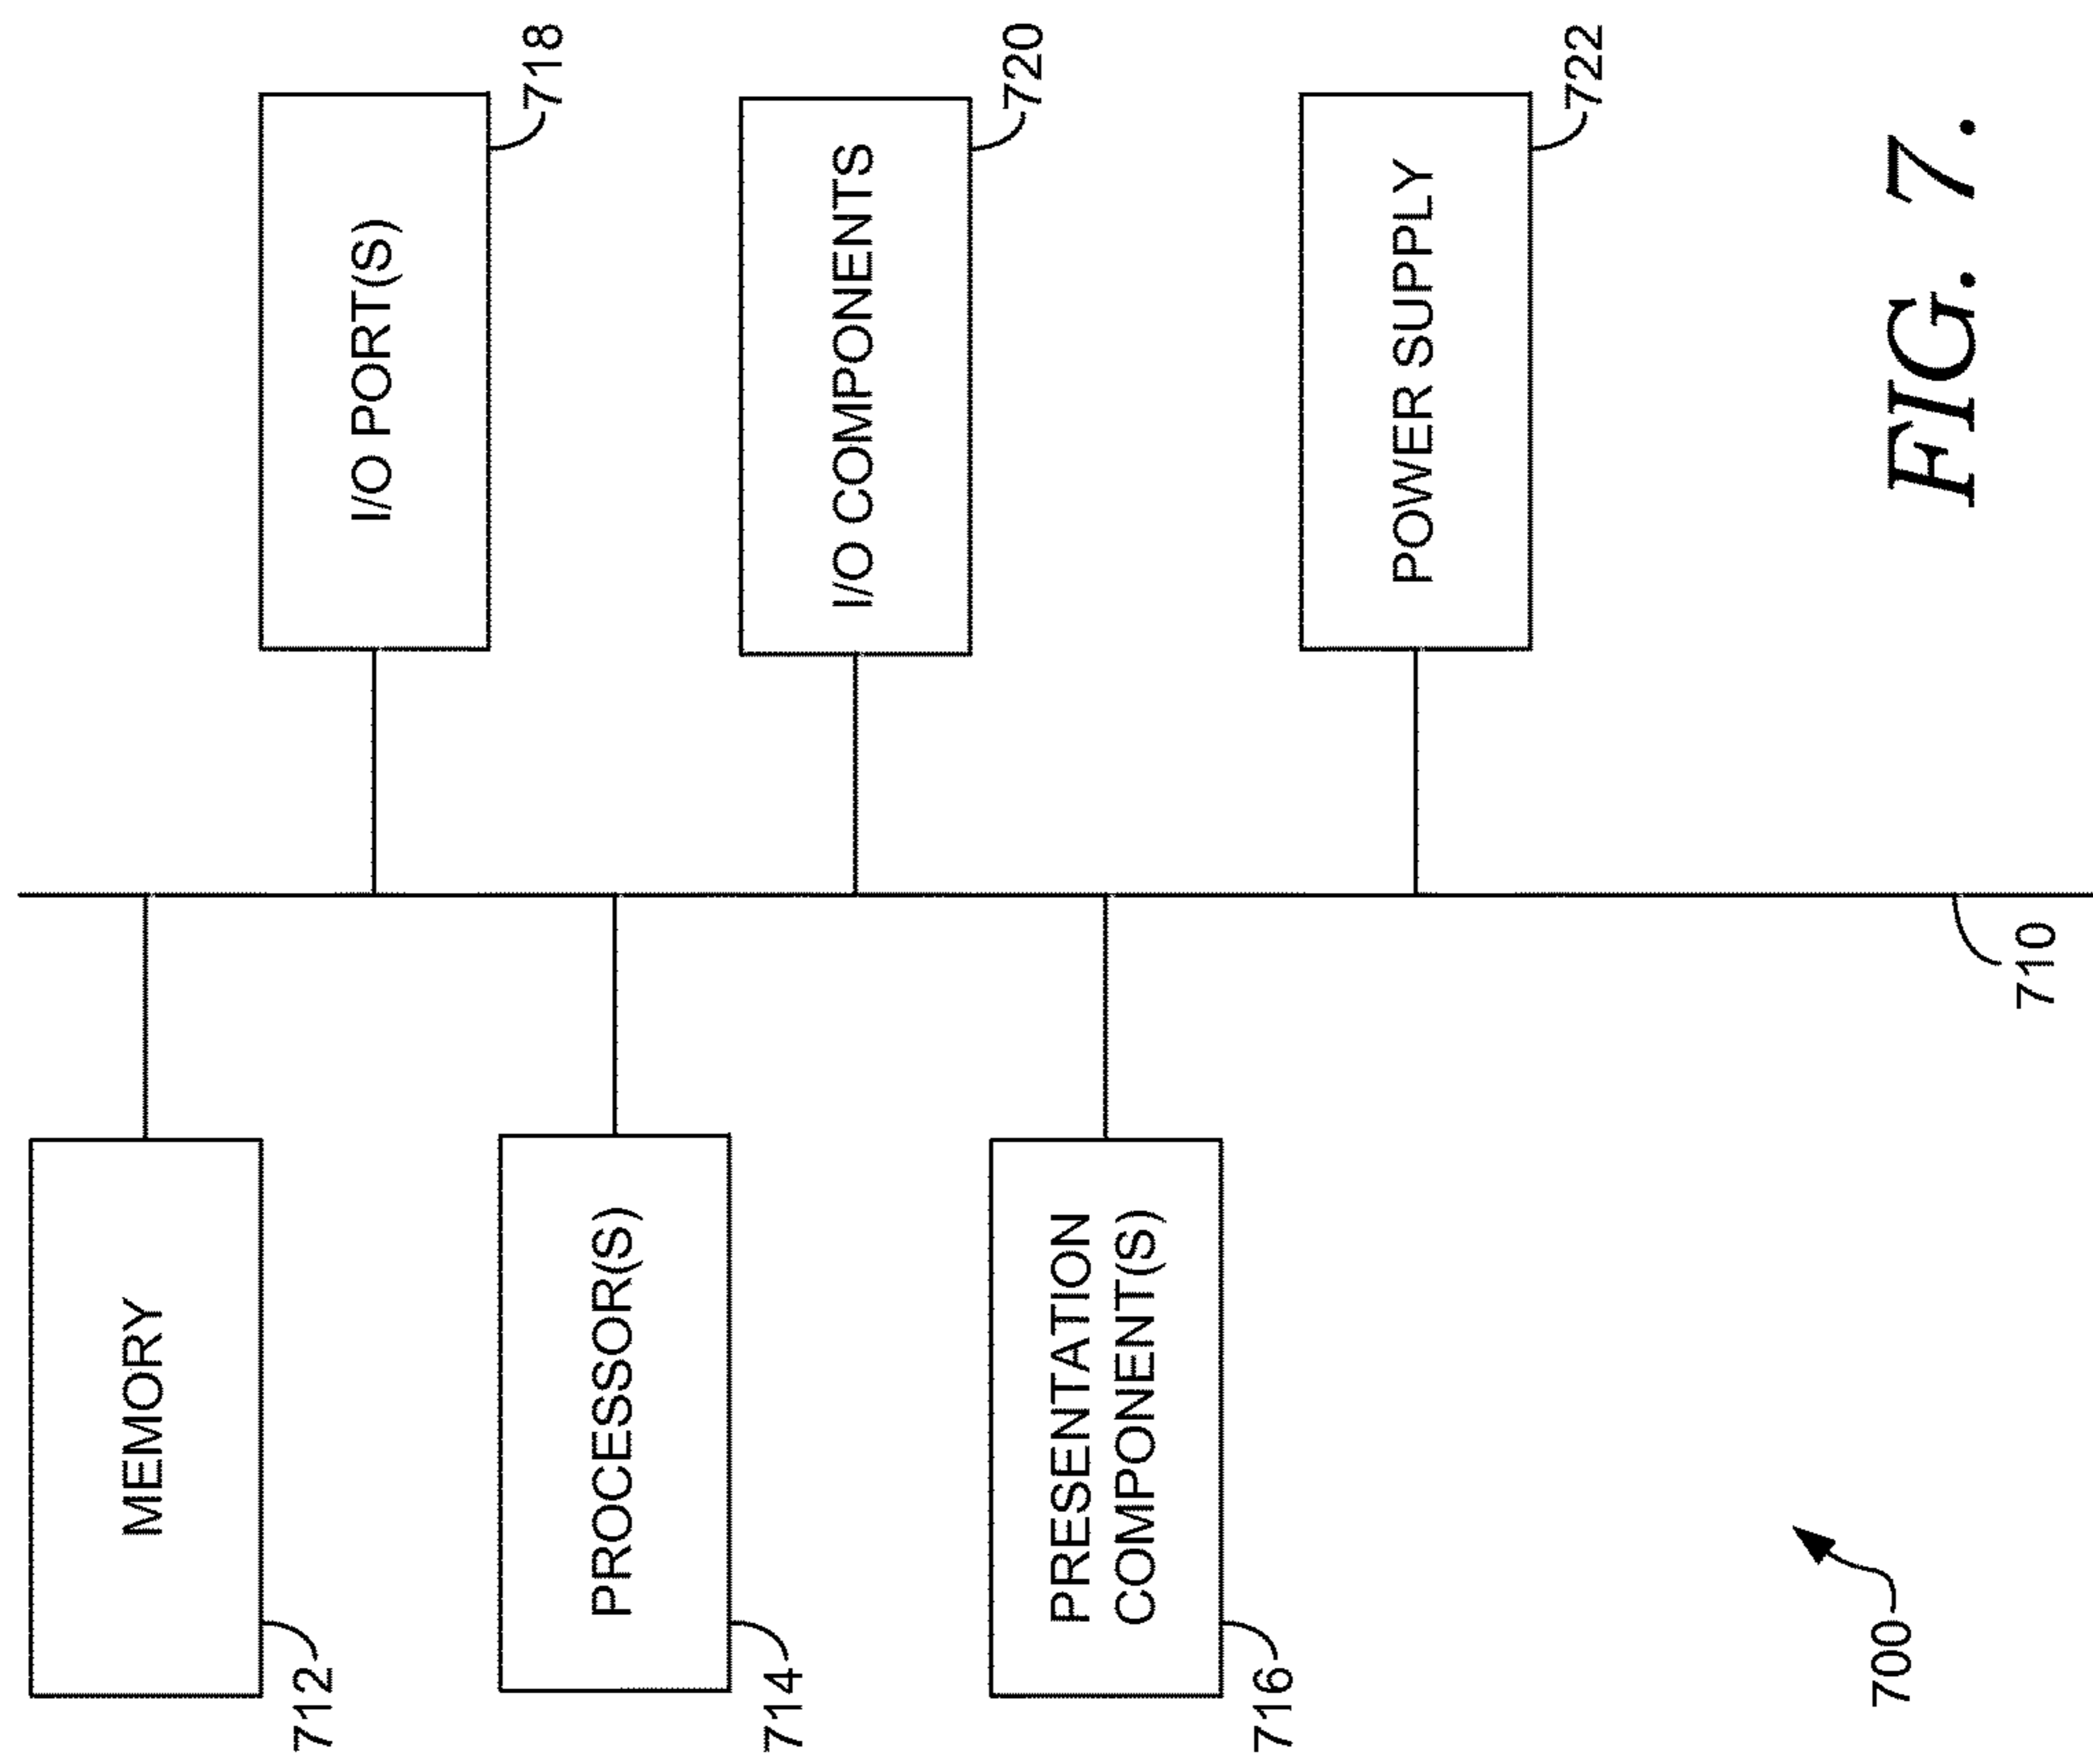 MEMORY
712
PROCESSOR(S)
714
PRESENTATION
COMPONENT(S)
716
I/O PORT(S)
718
I/O COMPONENTS
720
POWER SUPPLY
722
710
700
FIG. 7.